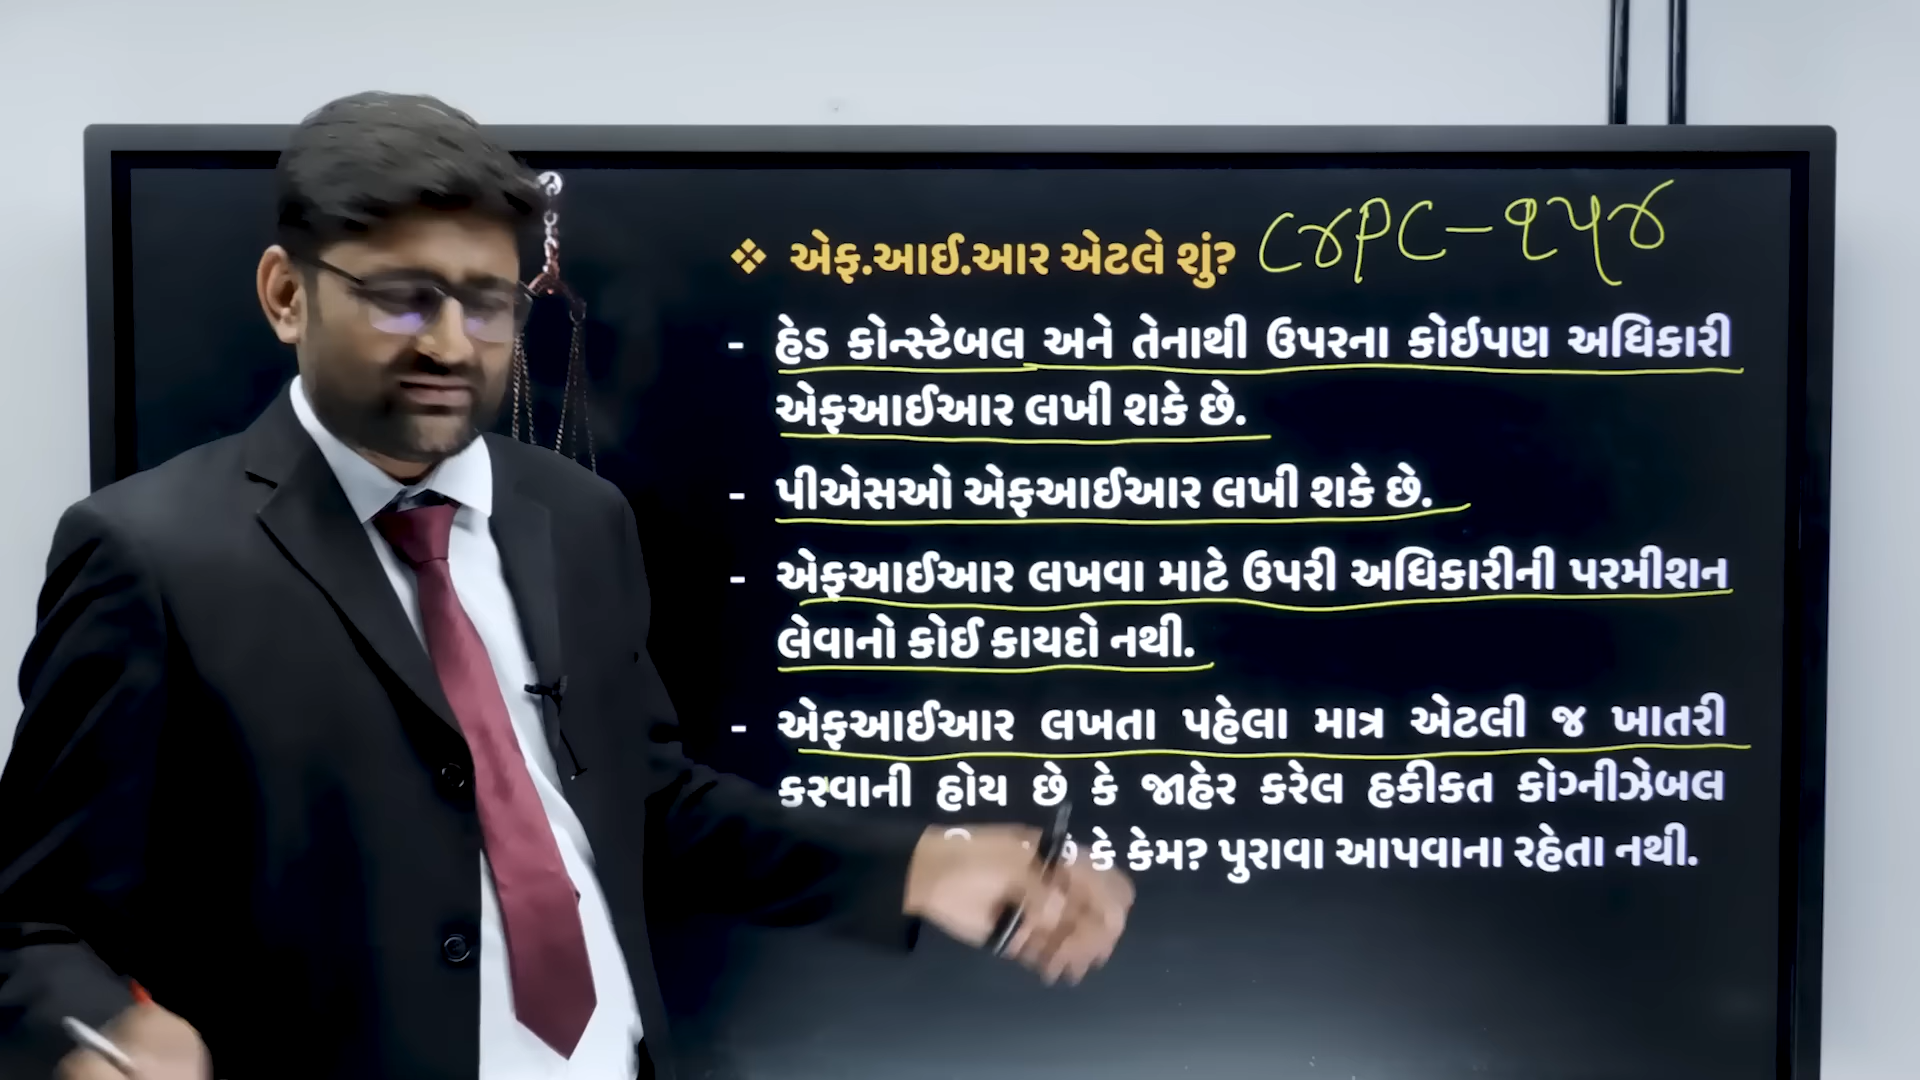 ❖ એફ.આઈ.આર એટલે શું? CrPC-૧૫૪
- હેડ કોન્સ્ટેબલ અને તેનાથી ઉપરના કોઇપણ અધિકારી
એફઆઈઆર લખી શકે છે.
- પીએસઓ એફઆઈઆર લખી શકે છે.
- એફઆઈઆર લખવા માટે ઉપરી અધિકારીની પરમીશન
લેવાનો કોઈ કાયદો નથી.
- એફઆઈઆર લખતા પહેલા માત્ર એટલી જ ખાતરી
કરવાની હોય છે કે જાહેર કરેલ હકીકત કોગ્નીઝેબલ
કે કેમ? પુરાવા આપવાના રહેતા નથી.